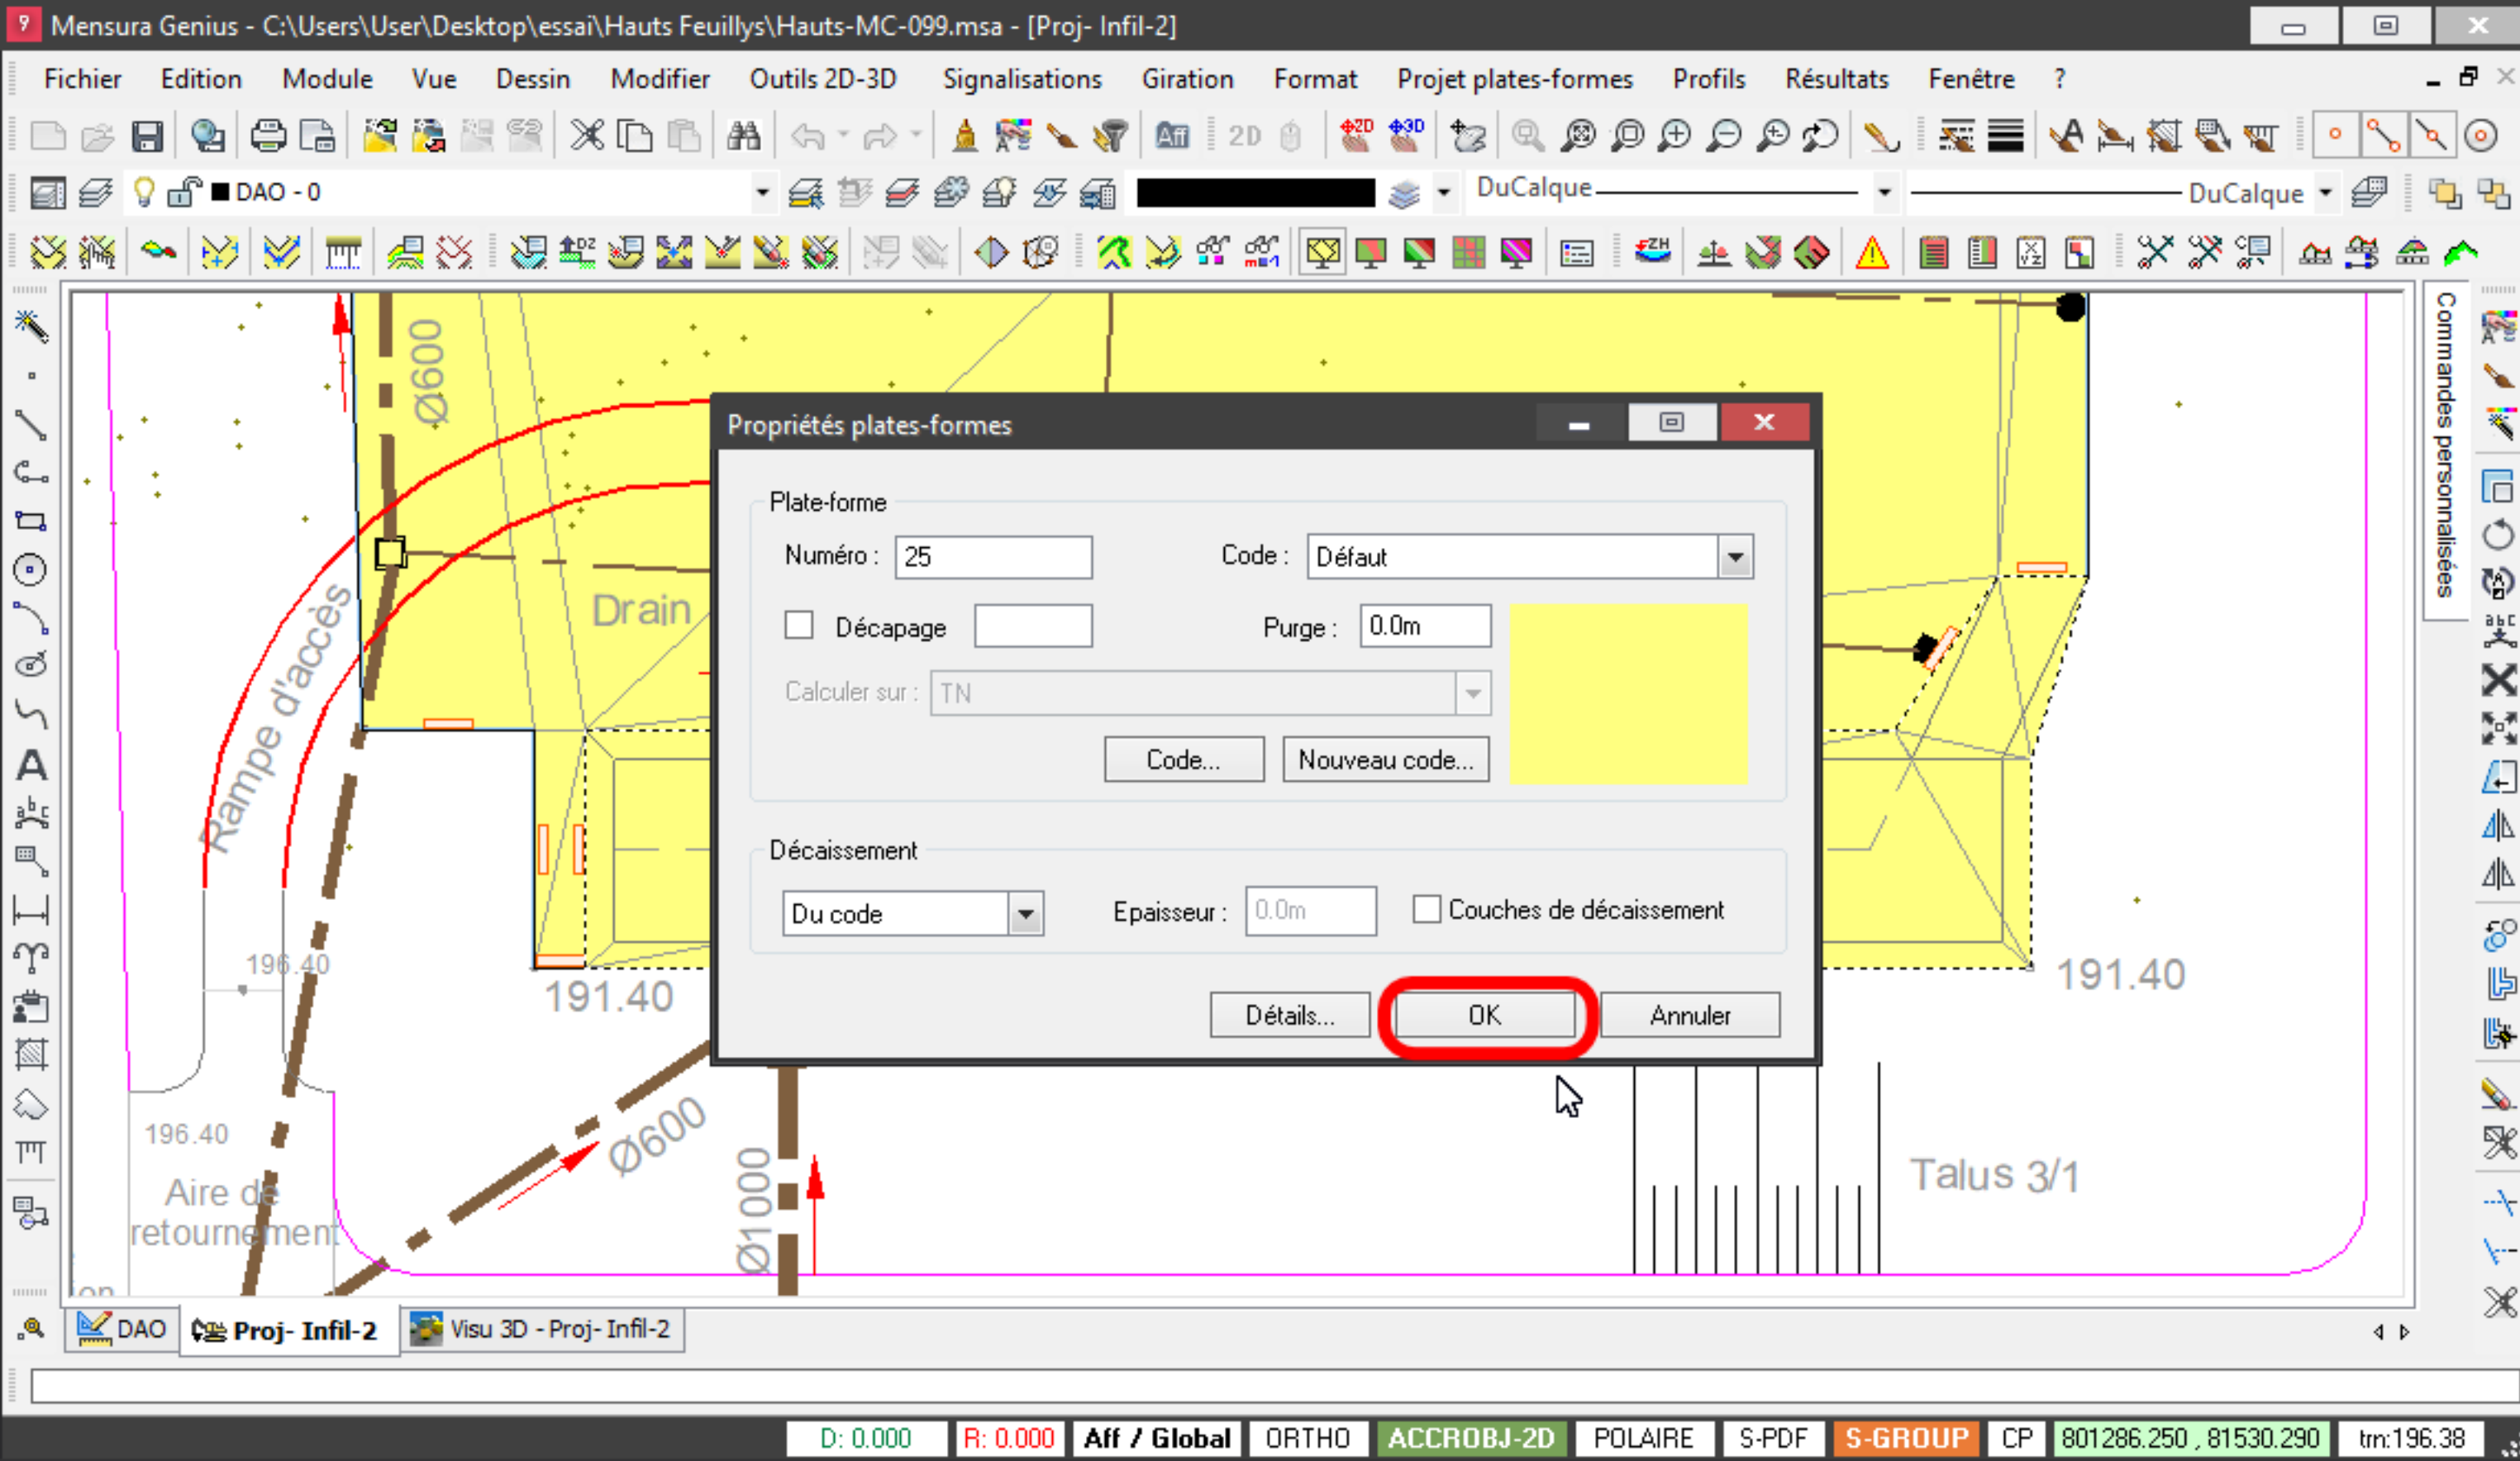 Mensura Genius - C:\Users\User\Desktop\essai\Hauts Feuillys\Hauts-MC-099.msa - [Proj- Infil-2]
Fichier Edition Module Vue Dessin Modifier Outils 2D-3D Signalisations Giration Format Projet plates-formes Profils Résultats Fenêtre ?
Aff 2D 2D 3D
DAO - 0 DuCalque DuCalque
DZ ZH
Commandes personnalisées
Ø600
Propriétés plates-formes
Plate-forme
Numéro : 25 Code : Défaut
Décapage Purge : 0.0m
Calculer sur : TN
Code... Nouveau code...
Décaissement
Du code Epaisseur : 0.0m Couches de décaissement
Détails... OK Annuler
Drain
Rampe d'accès
196.40
191.40
191.40
196.40
Aire de
retournement
Ø600
Ø1000
Talus 3/1
DAO Proj- Infil-2 Visu 3D - Proj- Infil-2
D: 0.000 R: 0.000 Aff / Global ORTHO ACCROBJ-2D POLAIRE S-PDF S-GROUP CP 801286.250 , 81530.290 trn:196.38